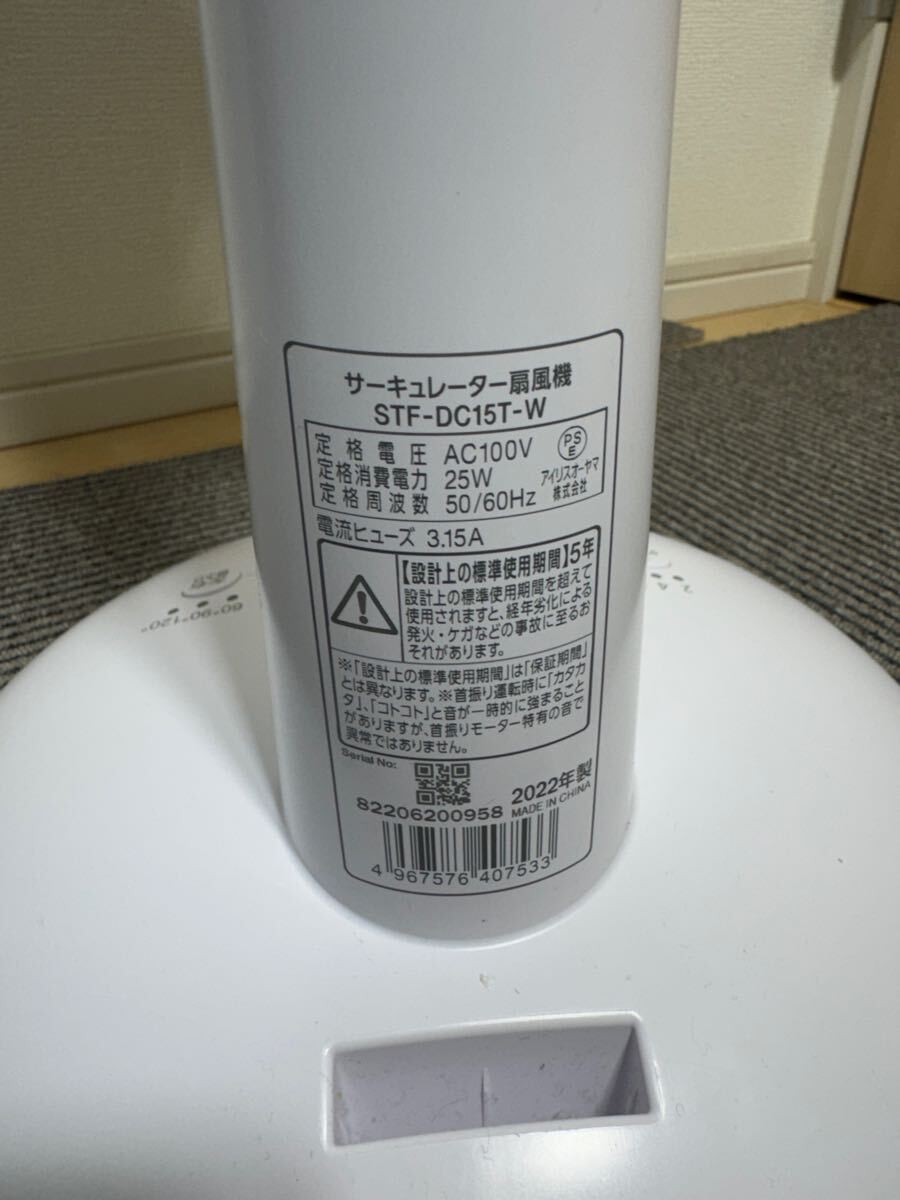 サーキュレーター扇風機
STF-DC15T-W
定格電圧 AC100V
定格消費電力 25W
定格周波数 50/60Hz
PSE
アイリスオーヤマ
株式会社
電流ヒューズ 3.15A
【設計上の標準使用期間】5年
設計上の標準使用期間を超えて
使用されますと、経年劣化による
発火・ケガなどの事故に至るお
それがあります。
※「設計上の標準使用期間」は「保証期間」
とは異なります。※首振り運転時に「カタカ
タ」、「コトコト」と音が一時的に強まること
がありますが、首振りモーター特有の音で
異常ではありません。
Serial No:
82206200958
2022年製
MADE IN CHINA
4 967576 407533
60°90°120°